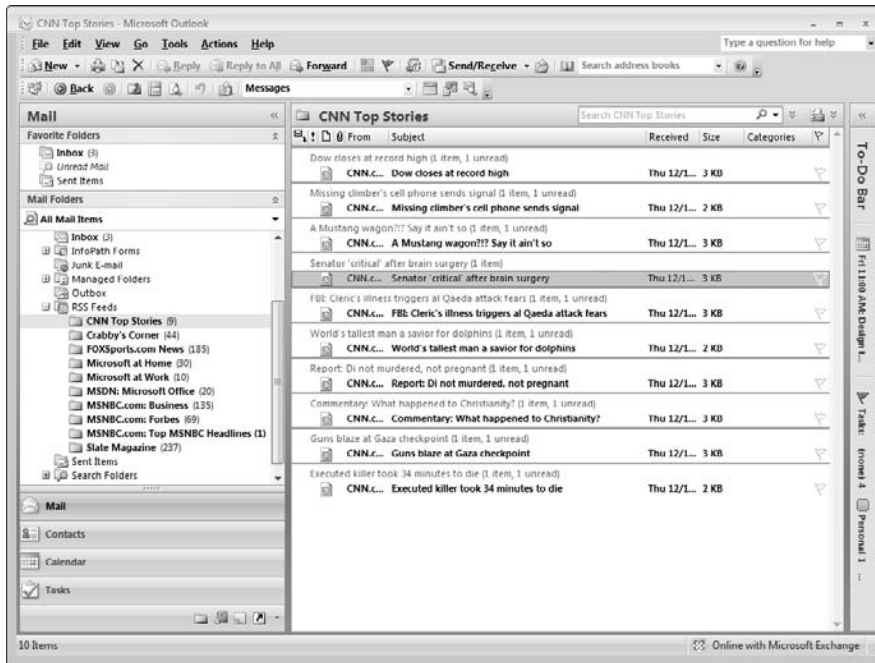 CNN Top Stories - Microsoft Outlook
File Edit View Go Tools Actions Help
Type a question for help
New Reply Reply to All Forward Send/Receive Search address books
Back Messages
Mail
Favorite Folders
Inbox (3)
Unread Mail
Sent Items
Mail Folders
All Mail Items
Inbox (3)
InfoPath Forms
Junk E-mail
Managed Folders
Outbox
RSS Feeds
CNN Top Stories (9)
Crabby's Corner (44)
FOXSports.com News (185)
Microsoft at Home (30)
Microsoft at Work (10)
MSDN: Microsoft Office (20)
MSNBC.com: Business (135)
MSNBC.com: Forbes (69)
MSNBC.com: Top MSNBC Headlines (1)
Slate Magazine (237)
Sent Items
Search Folders
Mail
Contacts
Calendar
Tasks
CNN Top Stories
Search CNN Top Stories
From Subject Received Size Categories
Dow closes at record high (1 item, 1 unread)
CNN.c... Dow closes at record high Thu 12/1... 3 KB
Missing climber's cell phone sends signal (1 item, 1 unread)
CNN.c... Missing climber's cell phone sends signal Thu 12/1... 2 KB
A Mustang wagon?!? Say it ain't so (1 item, 1 unread)
CNN.c... A Mustang wagon?!? Say it ain't so Thu 12/1... 3 KB
Senator 'critical' after brain surgery (1 item)
CNN.c... Senator 'critical' after brain surgery Thu 12/1... 3 KB
FBI: Cleric's illness triggers al Qaeda attack fears (1 item, 1 unread)
CNN.c... FBI: Cleric's illness triggers al Qaeda attack fears Thu 12/1... 3 KB
World's tallest man a savior for dolphins (1 item, 1 unread)
CNN.c... World's tallest man a savior for dolphins Thu 12/1... 2 KB
Report: Di not murdered, not pregnant (1 item, 1 unread)
CNN.c... Report: Di not murdered, not pregnant Thu 12/1... 3 KB
Commentary: What happened to Christianity? (1 item, 1 unread)
CNN.c... Commentary: What happened to Christianity? Thu 12/1... 3 KB
Guns blaze at Gaza checkpoint (1 item, 1 unread)
CNN.c... Guns blaze at Gaza checkpoint Thu 12/1... 3 KB
Executed killer took 34 minutes to die (1 item, 1 unread)
CNN.c... Executed killer took 34 minutes to die Thu 12/1... 2 KB
To-Do Bar
Fri 11:00 AM: Design t...
Tasks: (none) 4 Personal 1 ...
10 Items
Online with Microsoft Exchange